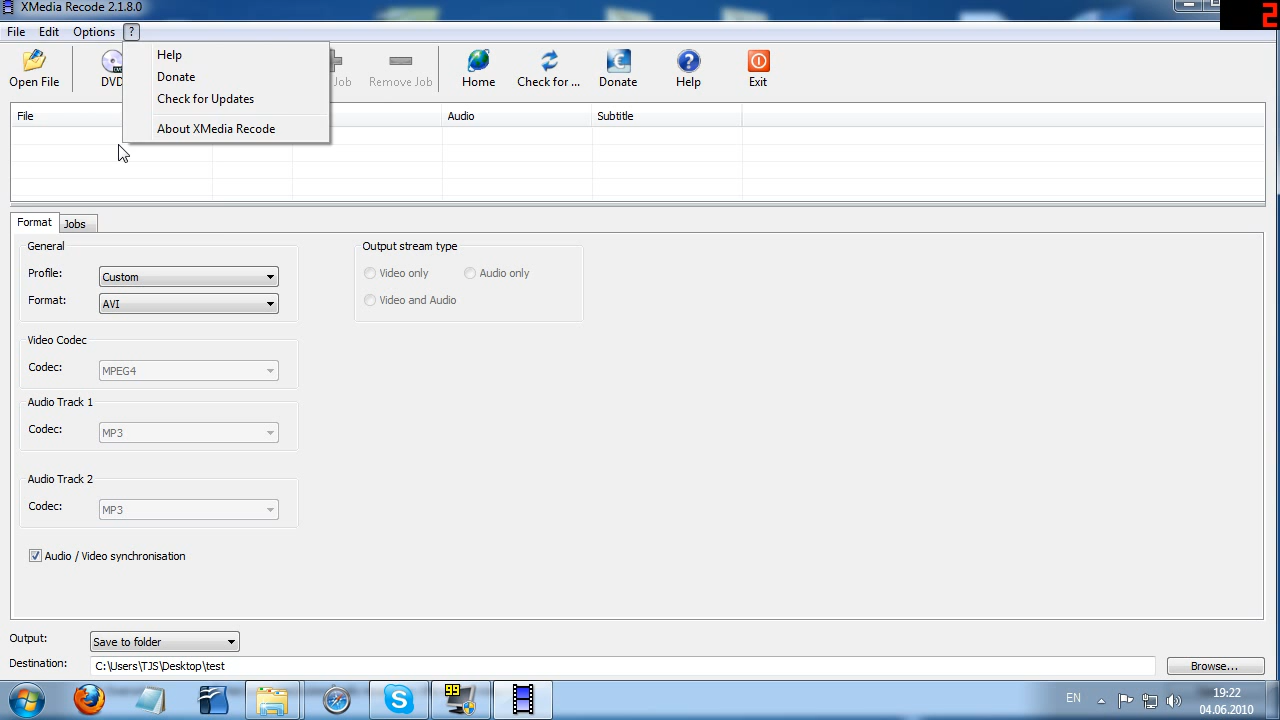 XMedia Recode 2.1.8.0
2
File Edit Options ?
Help
Donate
Check for Updates
About XMedia Recode
Open File DVD Job Remove Job Home Check for ... Donate Help Exit
File Audio Subtitle
Format Jobs
General
Profile: Custom
Format: AVI
Output stream type
Video only Audio only
Video and Audio
Video Codec
Codec: MPEG4
Audio Track 1
Codec: MP3
Audio Track 2
Codec: MP3
Audio / Video synchronisation
Output: Save to folder
Destination: C:\Users\TJS\Desktop\test Browse...
99
EN
19:22
04.06.2010